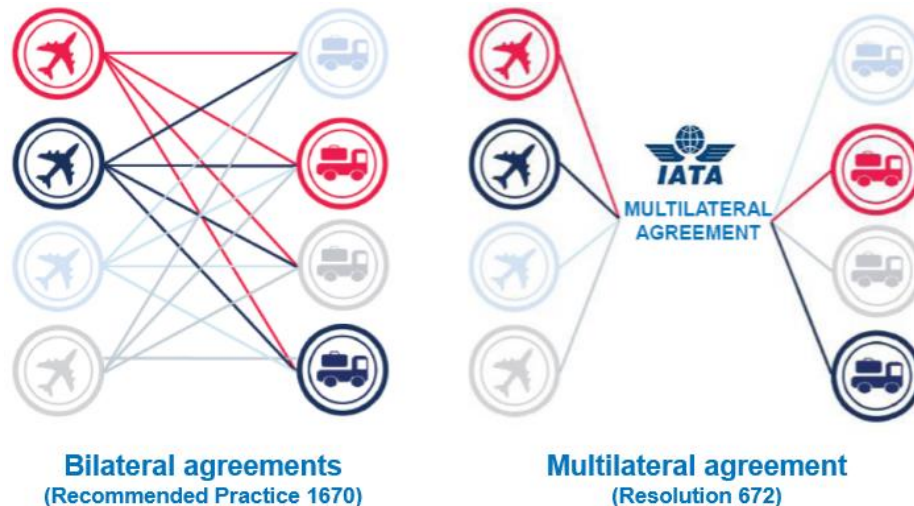 IATA
MULTILATERAL
AGREEMENT
Bilateral agreements
(Recommended Practice 1670)
Multilateral agreement
(Resolution 672)